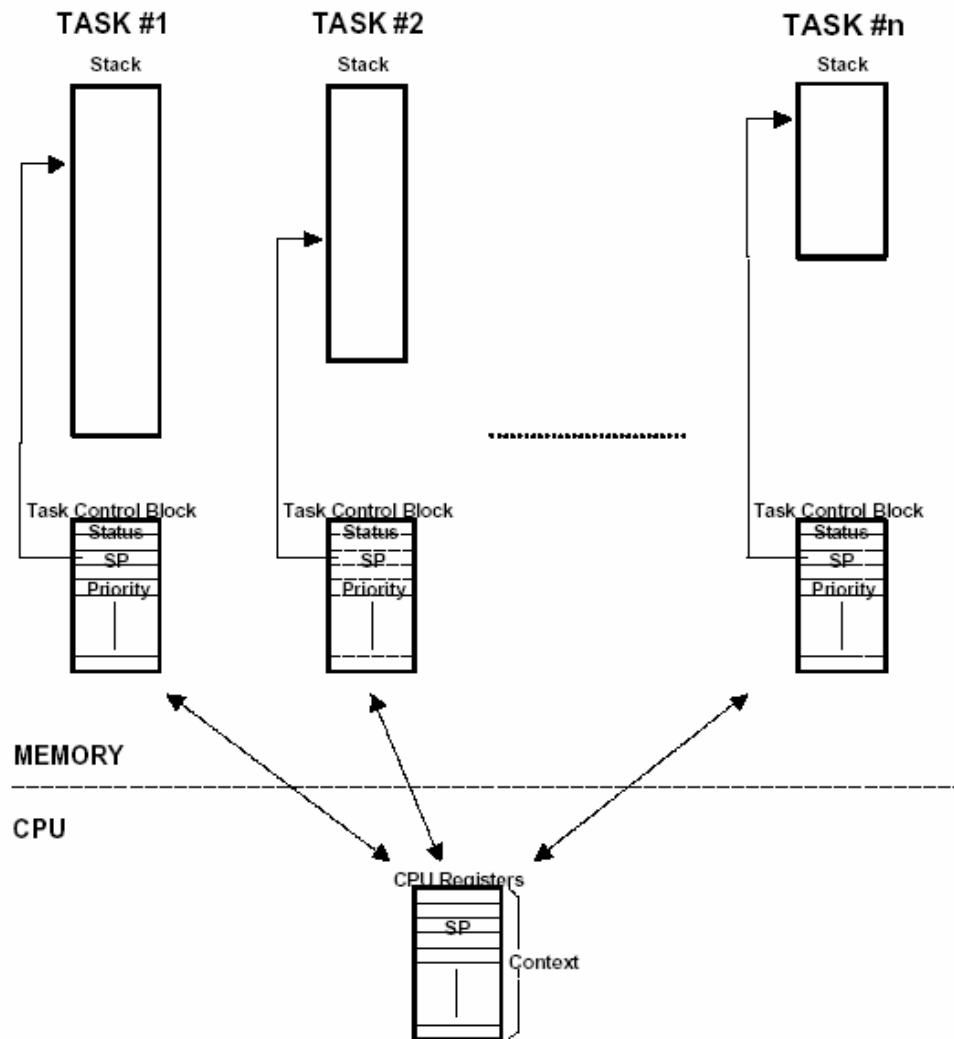 TASK #1
Stack
TASK #2
Stack
TASK #n
Stack
Task Control Block
Status
SP
Priority
Task Control Block
Status
SP
Priority
Task Control Block
Status
SP
Priority
MEMORY
CPU
CPU Registers
SP
Context